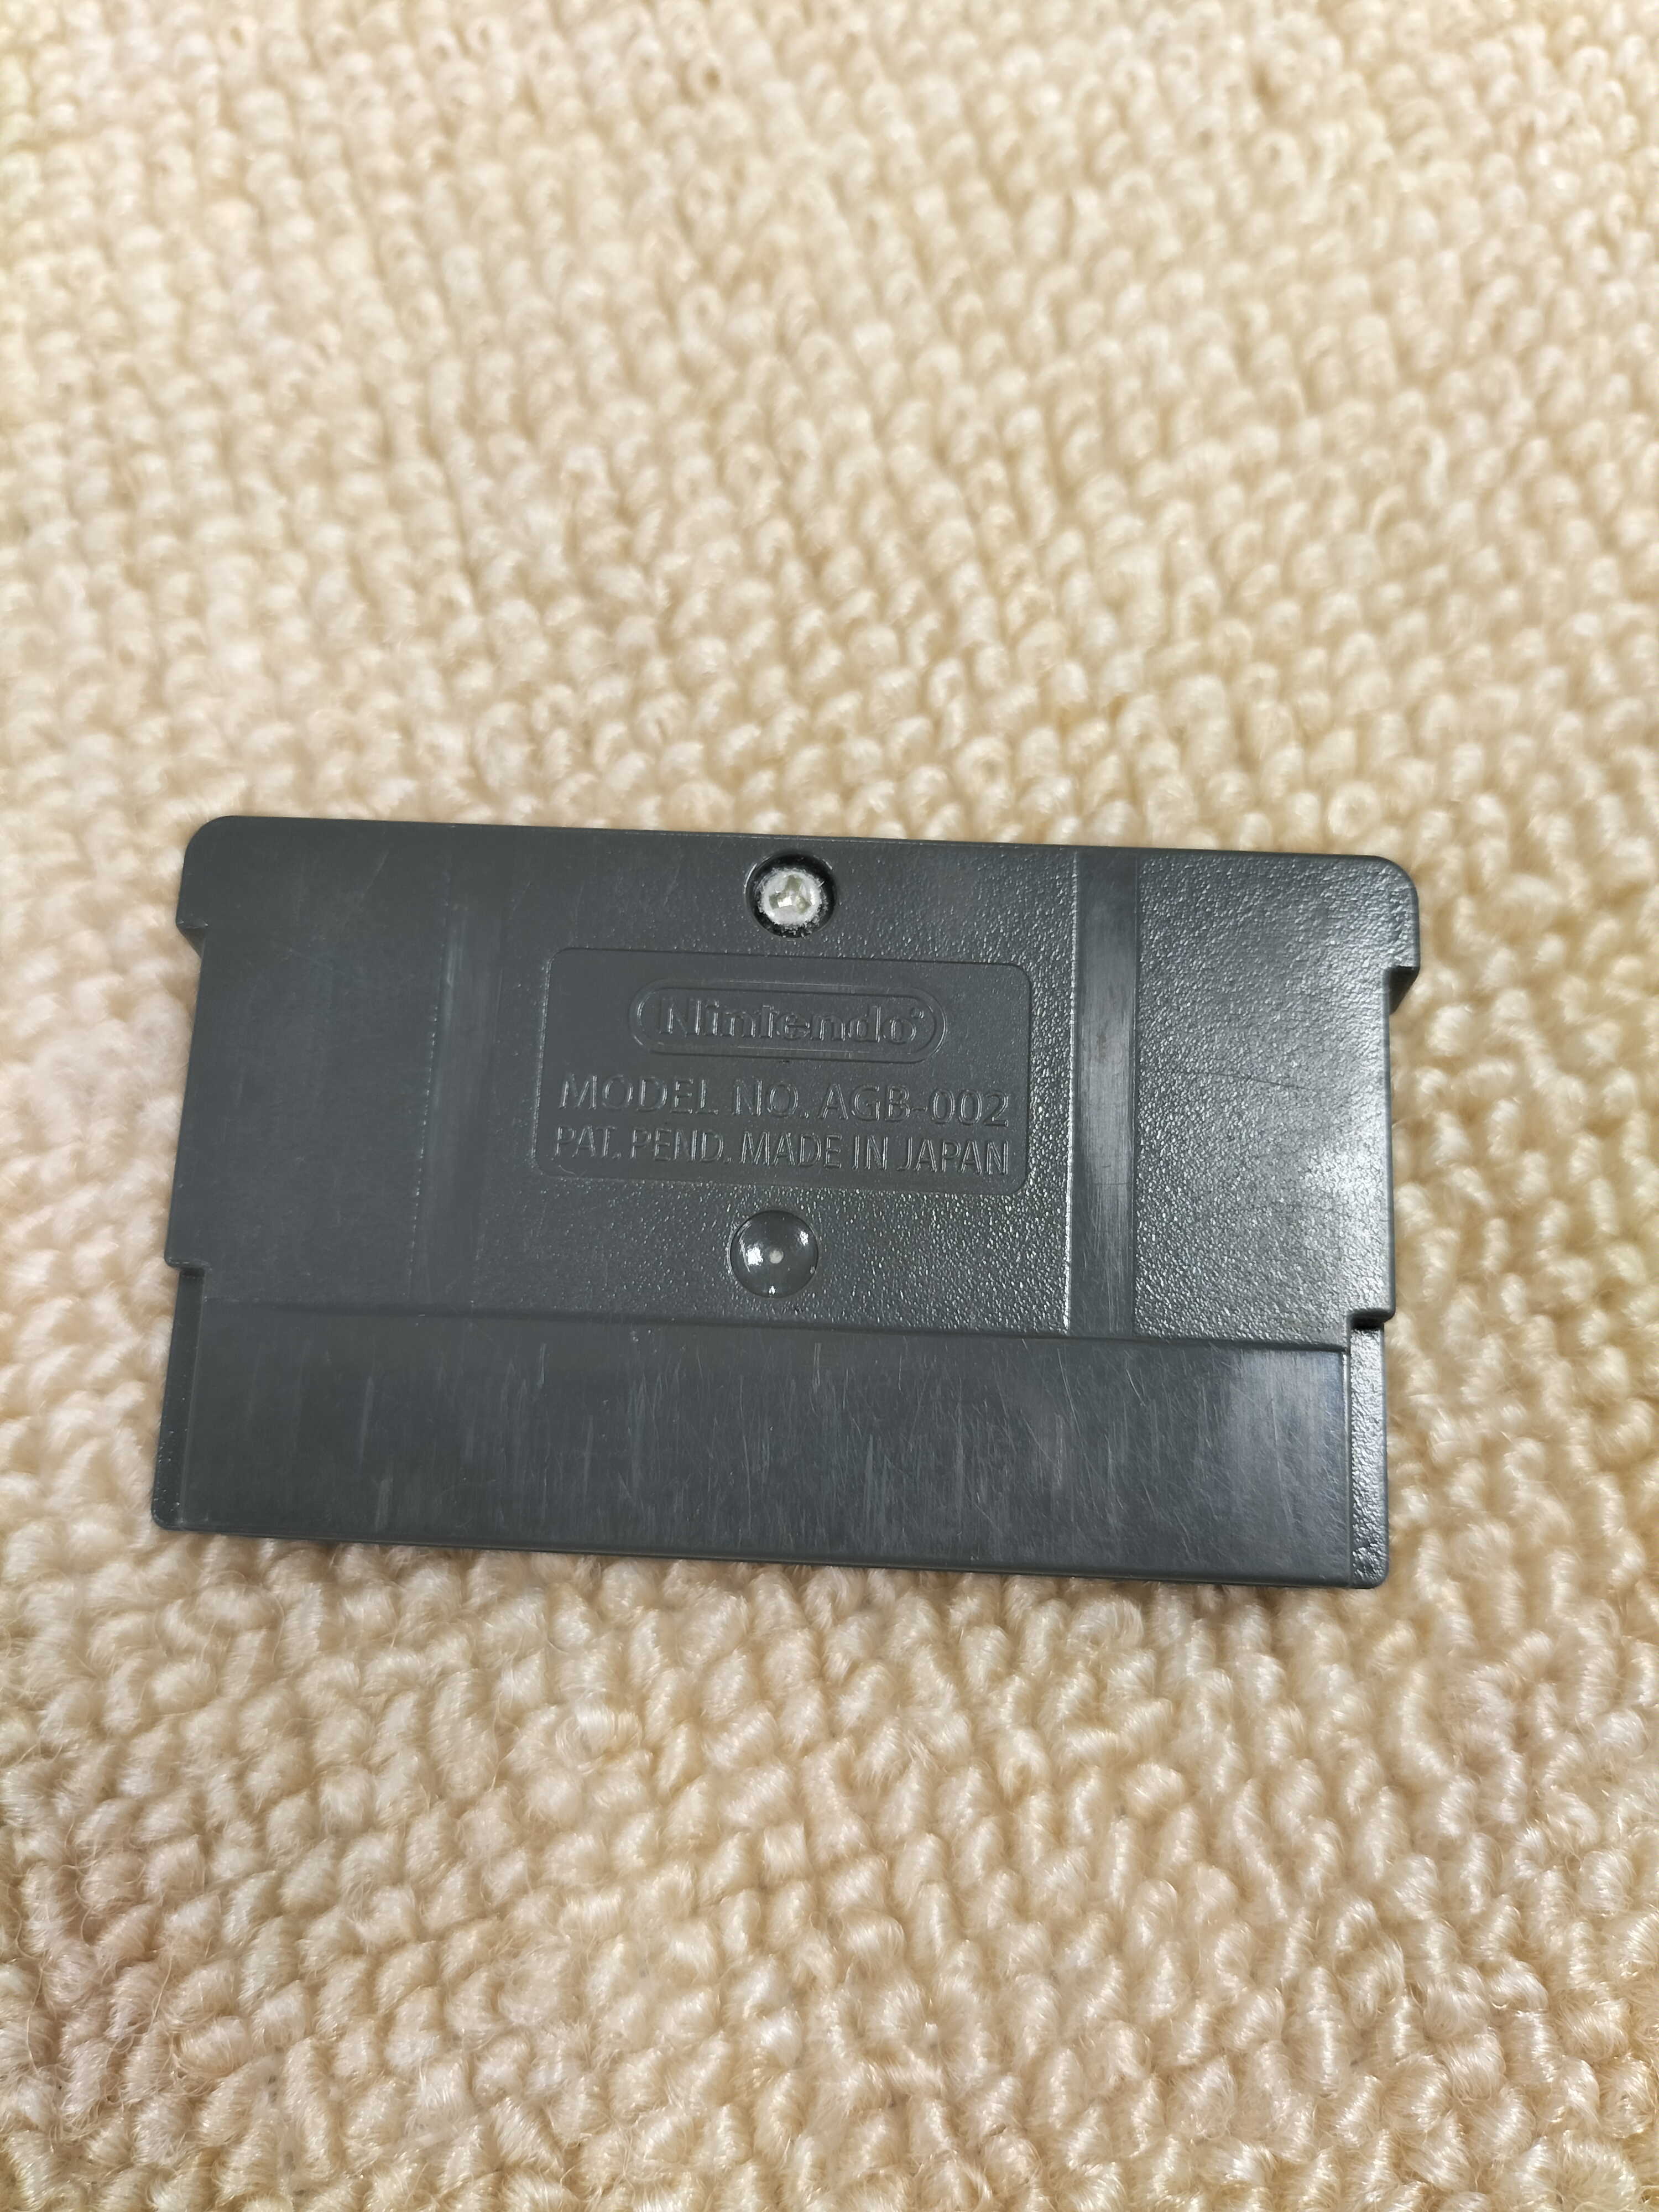 Nintendo®
MODEL NO. AGB-002
PAT. PEND. MADE IN JAPAN